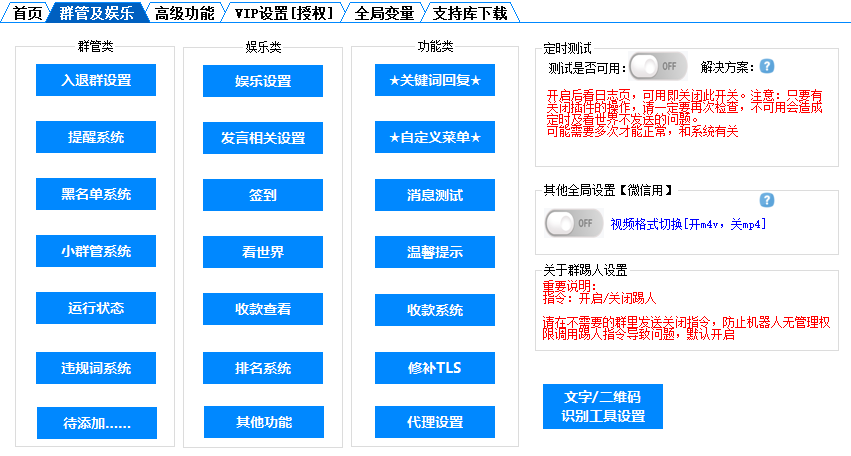 首页 群管及娱乐 高级功能 VIP设置[授权] 全局变量 支持库下载
群管类
入退群设置
提醒系统
黑名单系统
小群管系统
运行状态
违规词系统
待添加......
娱乐类
娱乐设置
发言相关设置
签到
看世界
收款查看
排名系统
其他功能
功能类
★关键词回复★
★自定义菜单★
消息测试
温馨提示
收款系统
修补TLS
代理设置
定时测试
测试是否可用: OFF 解决方案: ?
开启后看日志页，可用即关闭此开关。注意：只要有
关闭插件的操作，请一定要再次检查，不可用会造成
定时及看世界不发送的问题。
可能需要多次才能正常，和系统有关
其他全局设置【微信用】
?
OFF 视频格式切换[开m4v，关mp4]
关于群踢人设置
重要说明：
指令：开启/关闭踢人
请在不需要的群里发送关闭指令，防止机器人无管理权
限调用踢人指令导致问题，默认开启
文字/二维码
识别工具设置